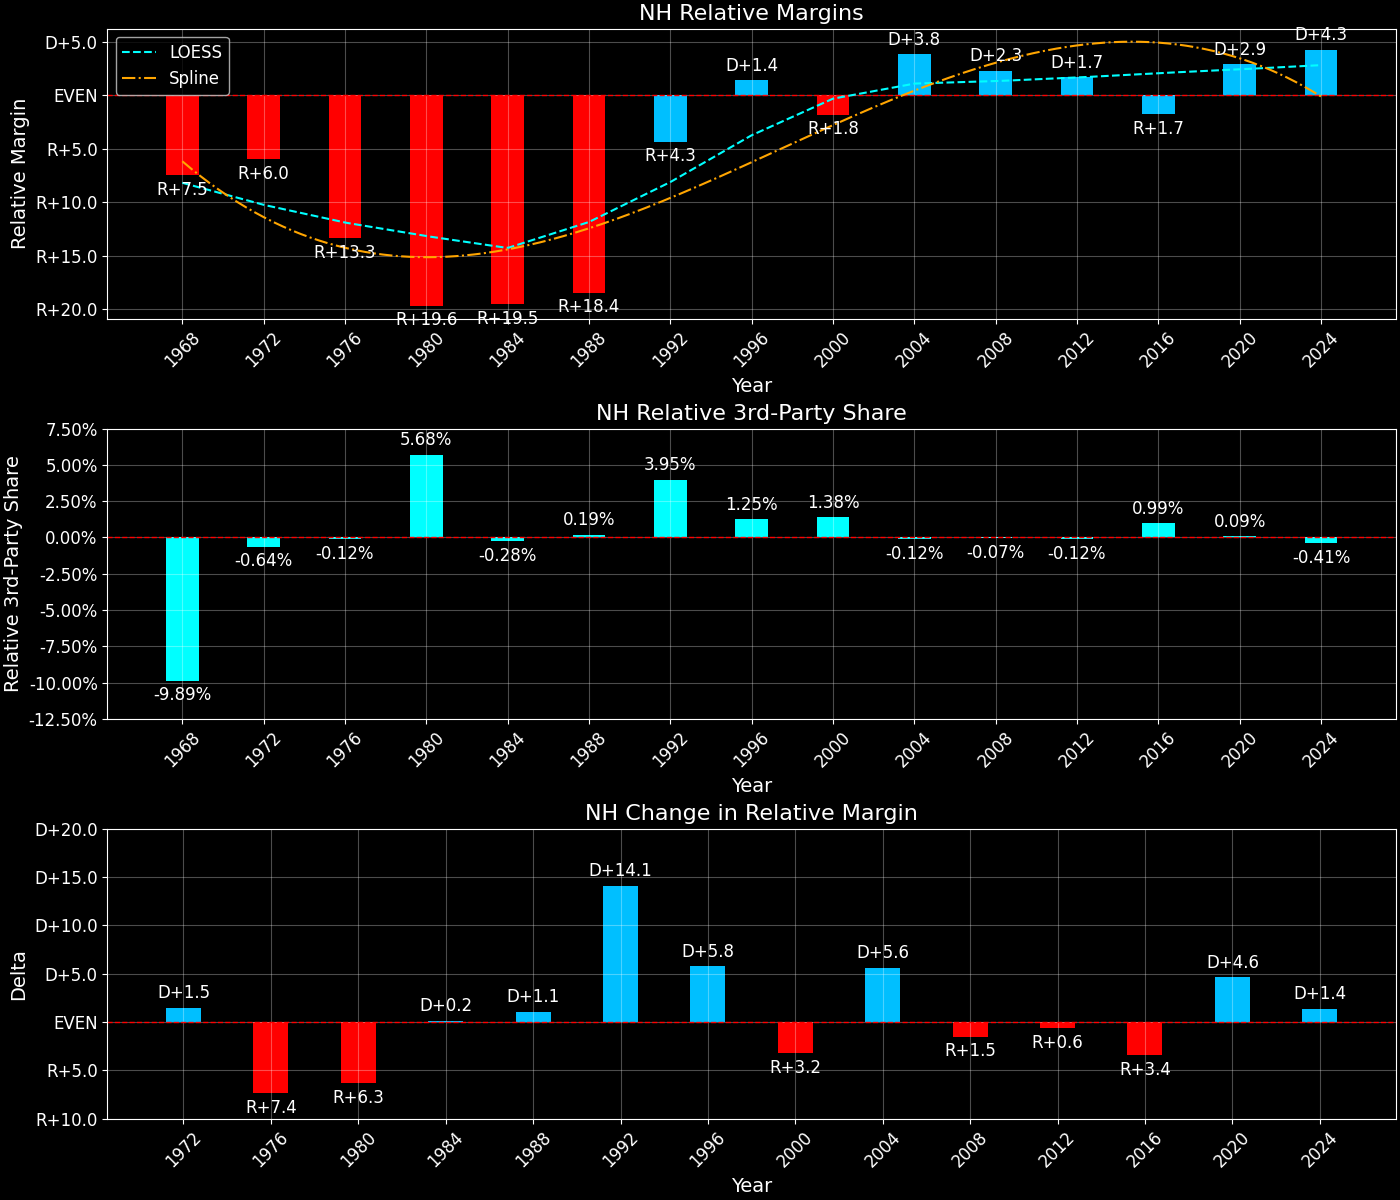 NH Relative Margins
LOESS
Spline
Relative Margin
D+5.0
EVEN
R+5.0
R+10.0
R+15.0
R+20.0
R+7.5
R+6.0
R+13.3
R+19.6
R+19.5
R+18.4
R+4.3
D+1.4
R+1.8
D+3.8
D+2.3
D+1.7
R+1.7
D+2.9
D+4.3
1968
1972
1976
1980
1984
1988
1992
1996
2000
2004
2008
2012
2016
2020
2024
Year
NH Relative 3rd-Party Share
Relative 3rd-Party Share
7.50%
5.00%
2.50%
0.00%
-2.50%
-5.00%
-7.50%
-10.00%
-12.50%
-9.89%
-0.64%
-0.12%
5.68%
-0.28%
0.19%
3.95%
1.25%
1.38%
-0.12%
-0.07%
-0.12%
0.99%
0.09%
-0.41%
1968
1972
1976
1980
1984
1988
1992
1996
2000
2004
2008
2012
2016
2020
2024
Year
NH Change in Relative Margin
Delta
D+20.0
D+15.0
D+10.0
D+5.0
EVEN
R+5.0
R+10.0
D+1.5
R+7.4
R+6.3
D+0.2
D+1.1
D+14.1
D+5.8
R+3.2
D+5.6
R+1.5
R+0.6
R+3.4
D+4.6
D+1.4
1972
1976
1980
1984
1988
1992
1996
2000
2004
2008
2012
2016
2020
2024
Year